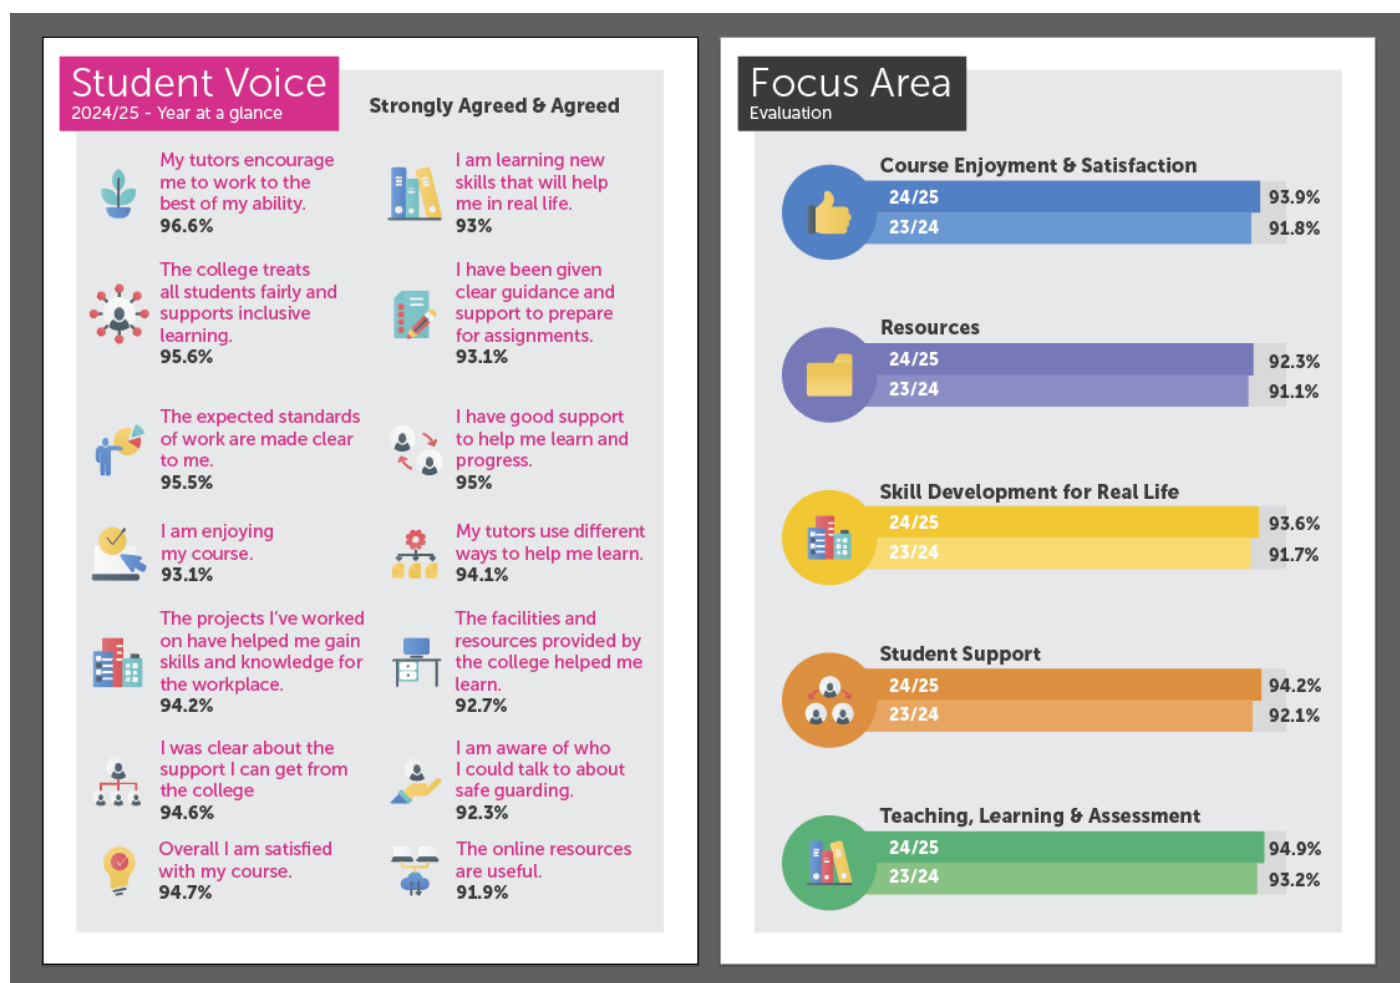 Student Voice
2024/25 - Year at a glance
Strongly Agreed & Agreed
My tutors encourage
me to work to the
best of my ability.
96.6%
The college treats
all students fairly and
supports inclusive
learning.
95.6%
The expected standards
of work are made clear
to me.
95.5%
I am enjoying
my course.
93.1%
The projects I've worked
on have helped me gain
skills and knowledge for
the workplace.
94.2%
I was clear about the
support I can get from
the college
94.6%
Overall I am satisfied
with my course.
94.7%
I am learning new
skills that will help
me in real life.
93%
I have been given
clear guidance and
support to prepare
for assignments.
93.1%
I have good support
to help me learn and
progress.
95%
My tutors use different
ways to help me learn.
94.1%
The facilities and
resources provided by
the college helped me
learn.
92.7%
I am aware of who
I could talk to about
safe guarding.
92.3%
The online resources
are useful.
91.9%
Focus Area
Evaluation
Course Enjoyment & Satisfaction
24/25 93.9%
23/24 91.8%
Resources
24/25 92.3%
23/24 91.1%
Skill Development for Real Life
24/25 93.6%
23/24 91.7%
Student Support
24/25 94.2%
23/24 92.1%
Teaching, Learning & Assessment
24/25 94.9%
23/24 93.2%